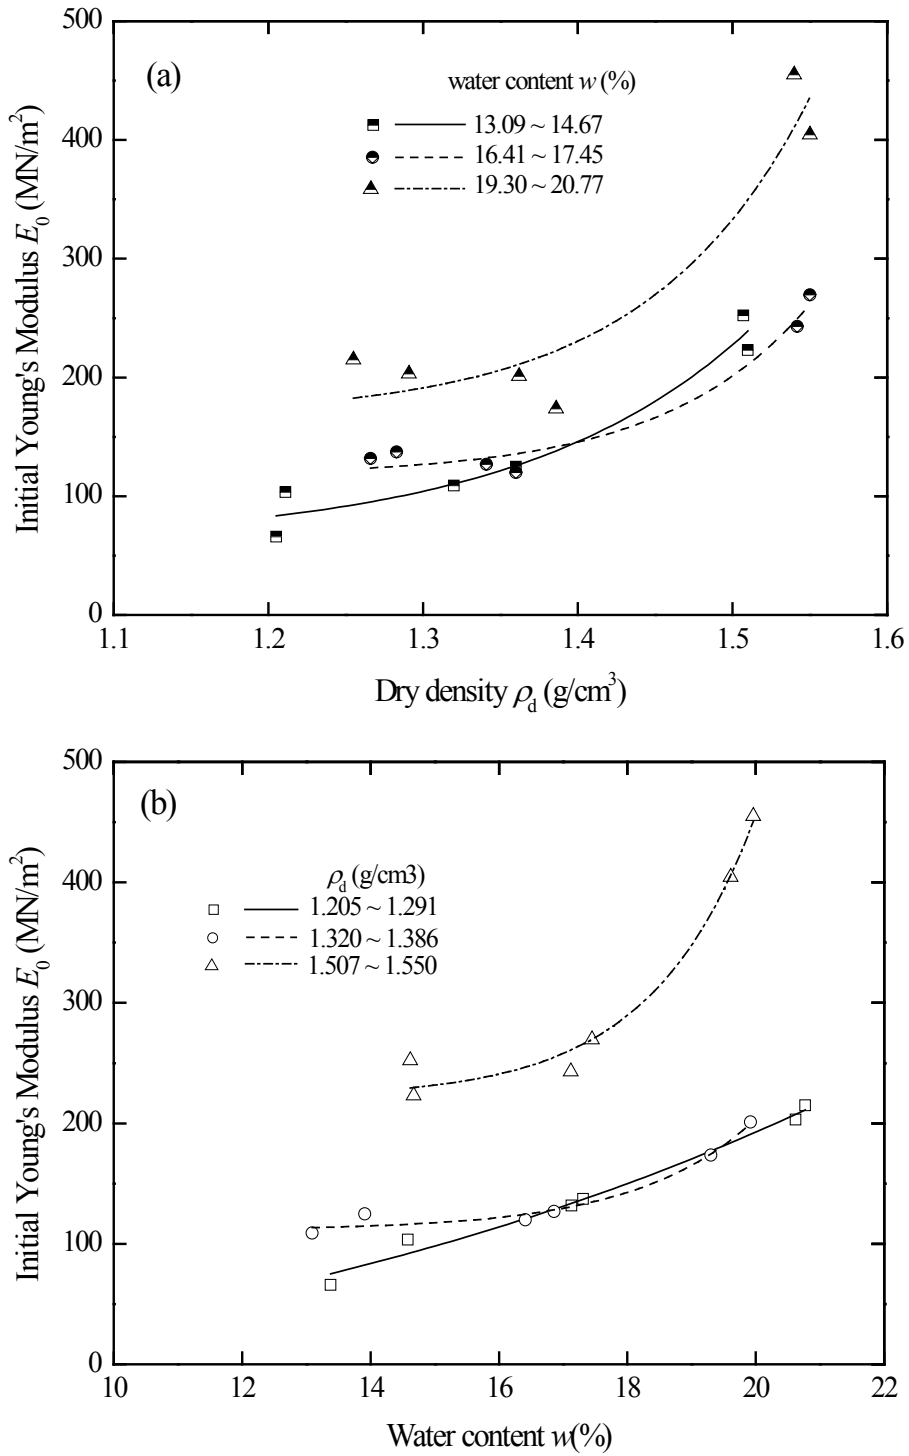 500
400
300
200
100
0
Initial Young's Modulus E0 (MN/m²)
(a)
water content w (%)
13.09 ~ 14.67
16.41 ~ 17.45
19.30 ~ 20.77
1.1 1.2 1.3 1.4 1.5 1.6
Dry density ρd (g/cm³)
500
400
300
200
100
0
Initial Young's Modulus E0 (MN/m²)
(b)
ρd (g/cm3)
1.205 ~ 1.291
1.320 ~ 1.386
1.507 ~ 1.550
10 12 14 16 18 20 22
Water content w(%)